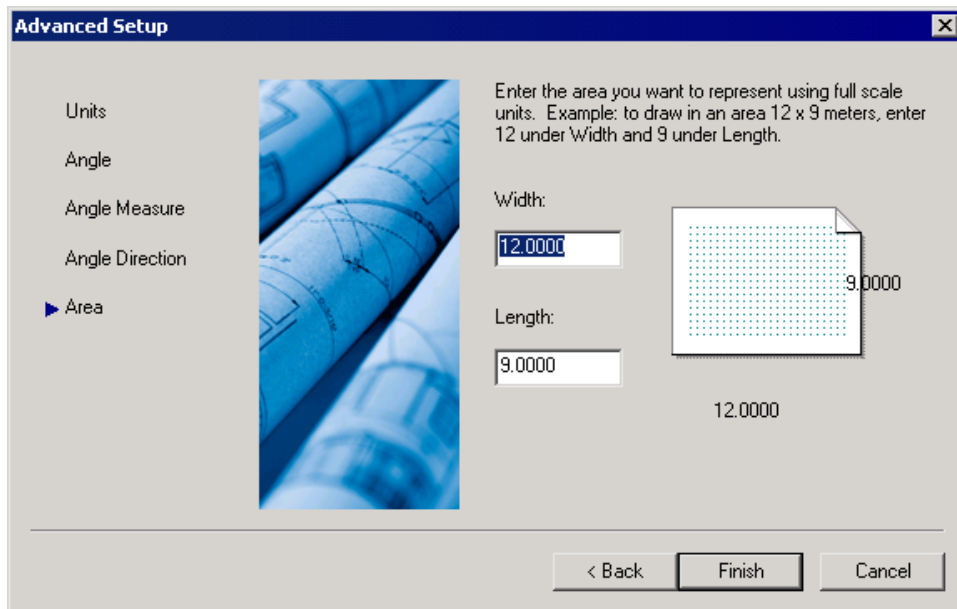 Advanced Setup
Units
Angle
Angle Measure
Angle Direction
Area
Enter the area you want to represent using full scale
units. Example: to draw in an area 12 x 9 meters, enter
12 under Width and 9 under Length.
Width:
12.0000
Length:
9.0000
9.0000
12.0000
< Back
Finish
Cancel